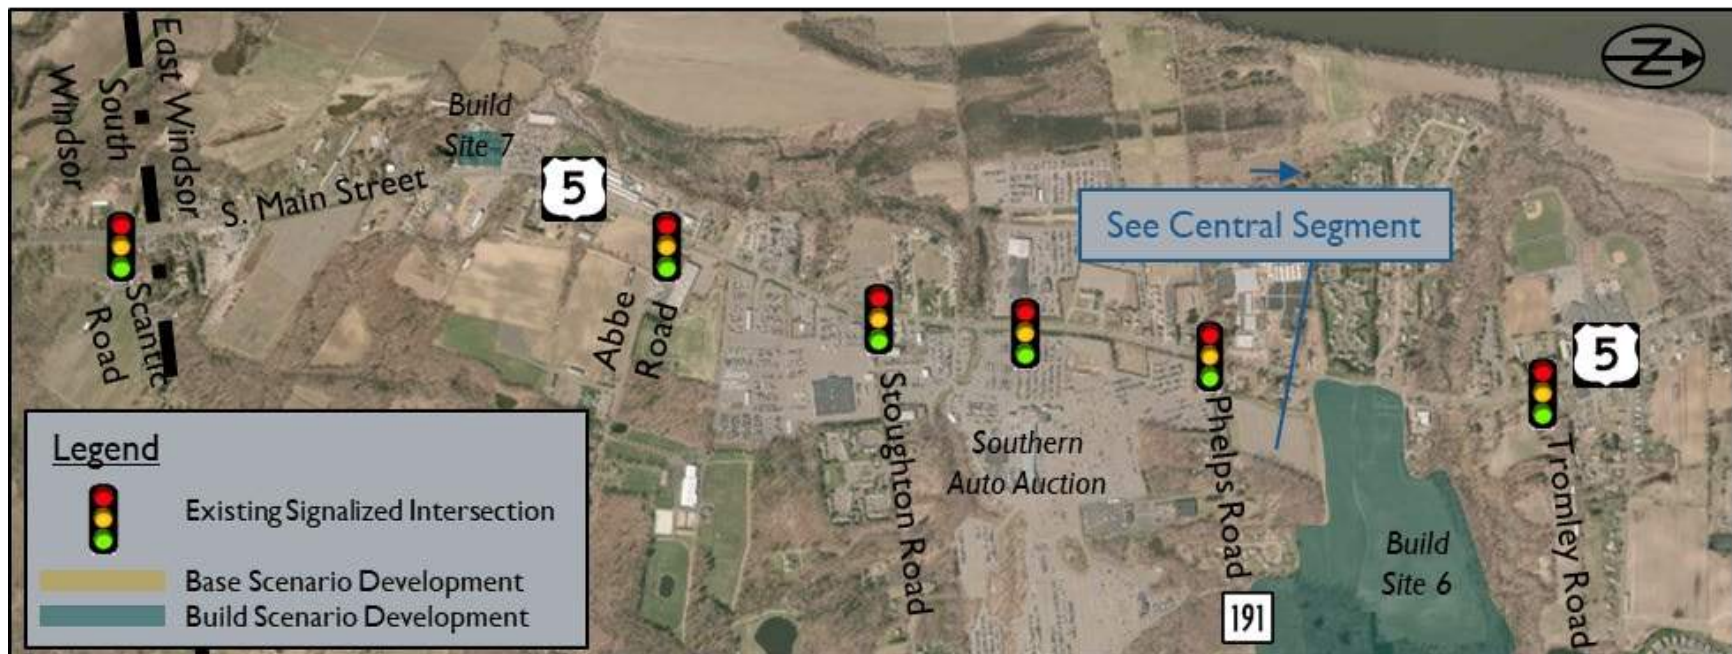 East Windsor
South
Windsor
Build
Site 7
S. Main Street
5
N
See Central Segment
Scantic
Road
Abbe
Road
Stoughton Road
Southern
Auto Auction
Phelps Road
191
5
Build
Site 6
Tromley Road
Legend
Existing Signalized Intersection
Base Scenario Development
Build Scenario Development